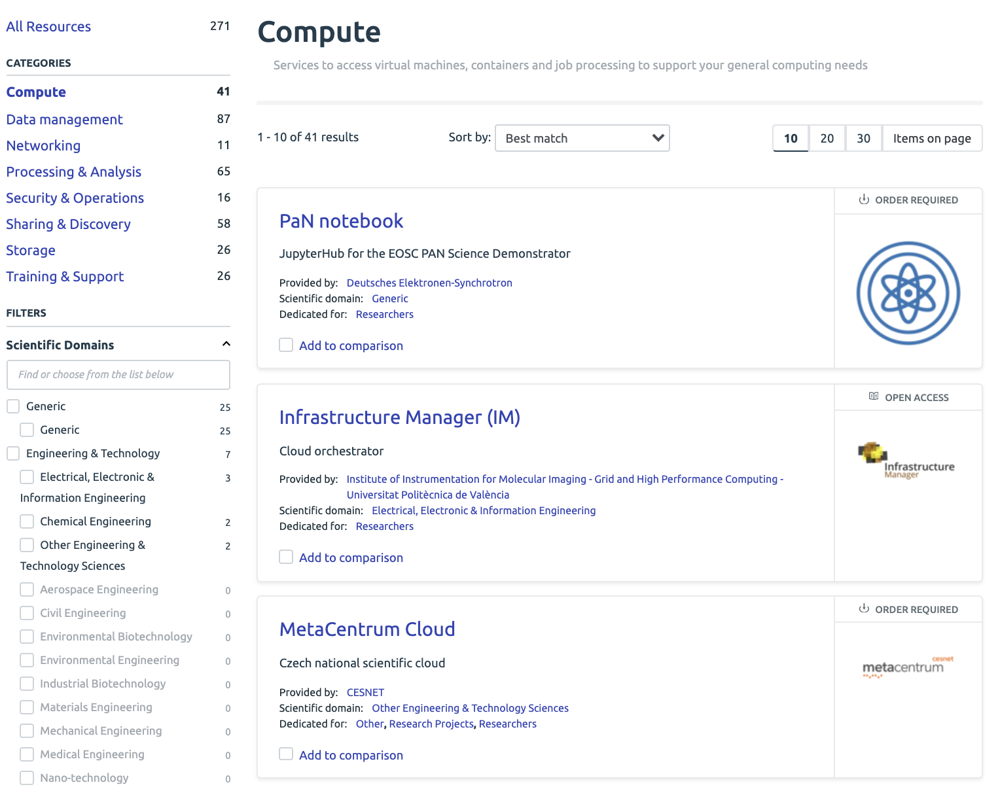 All Resources 271
CATEGORIES
Compute 41
Data management 87
Networking 11
Processing & Analysis 65
Security & Operations 16
Sharing & Discovery 58
Storage 26
Training & Support 26
FILTERS
Scientific Domains
Find or choose from the list below
Generic 25
Generic 25
Engineering & Technology 7
Electrical, Electronic & 3
Information Engineering
Chemical Engineering 2
Other Engineering & 2
Technology Sciences
Aerospace Engineering 0
Civil Engineering 0
Environmental Biotechnology 0
Environmental Engineering 0
Industrial Biotechnology 0
Materials Engineering 0
Mechanical Engineering 0
Medical Engineering 0
Nano-technology 0
Compute
Services to access virtual machines, containers and job processing to support your general computing needs
1 - 10 of 41 results Sort by: Best match 10 20 30 Items on page
PaN notebook
JupyterHub for the EOSC PAN Science Demonstrator
Provided by: Deutsches Elektronen-Synchrotron
Scientific domain: Generic
Dedicated for: Researchers
Add to comparison
ORDER REQUIRED
Infrastructure Manager (IM)
Cloud orchestrator
Provided by: Institute of Instrumentation for Molecular Imaging - Grid and High Performance Computing -
Universitat Politècnica de València
Scientific domain: Electrical, Electronic & Information Engineering
Dedicated for: Researchers
Add to comparison
OPEN ACCESS
Infrastructure
Manager
MetaCentrum Cloud
Czech national scientific cloud
Provided by: CESNET
Scientific domain: Other Engineering & Technology Sciences
Dedicated for: Other, Research Projects, Researchers
Add to comparison
ORDER REQUIRED
cesnet
metacentrum